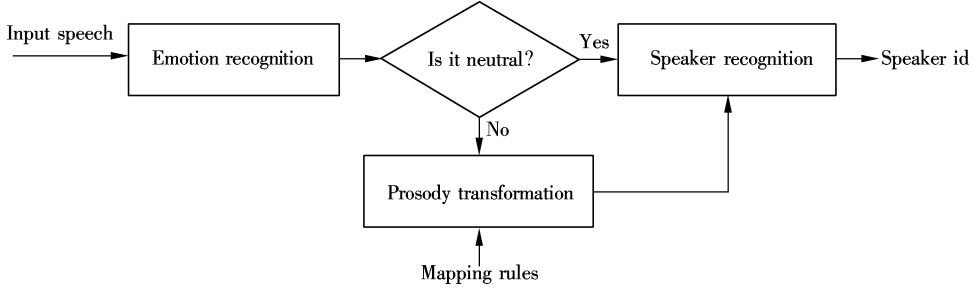 Input speech
Emotion recognition
Is it neutral?
Yes
Speaker recognition
Speaker id
No
Prosody transformation
Mapping rules